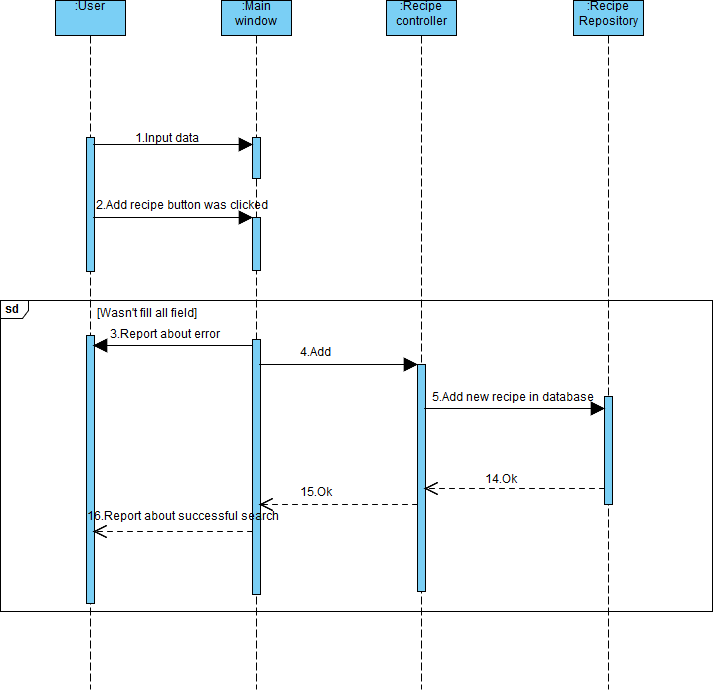 :User
:Main
window
:Recipe
controller
:Recipe
Repository
1.Input data
2.Add recipe button was clicked
sd
[Wasn't fill all field]
3.Report about error
4.Add
5.Add new recipe in database
14.Ok
15.Ok
16.Report about successful search